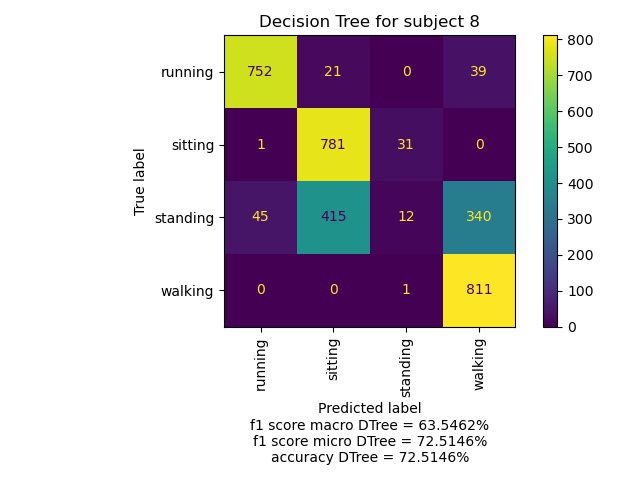 Decision Tree for subject 8
running 752 21 0 39
sitting 1 781 31 0
standing 45 415 12 340
walking 0 0 1 811
True label
running sitting standing walking
Predicted label
f1 score macro DTree = 63.5462%
f1 score micro DTree = 72.5146%
accuracy DTree = 72.5146%
800
700
600
500
400
300
200
100
0